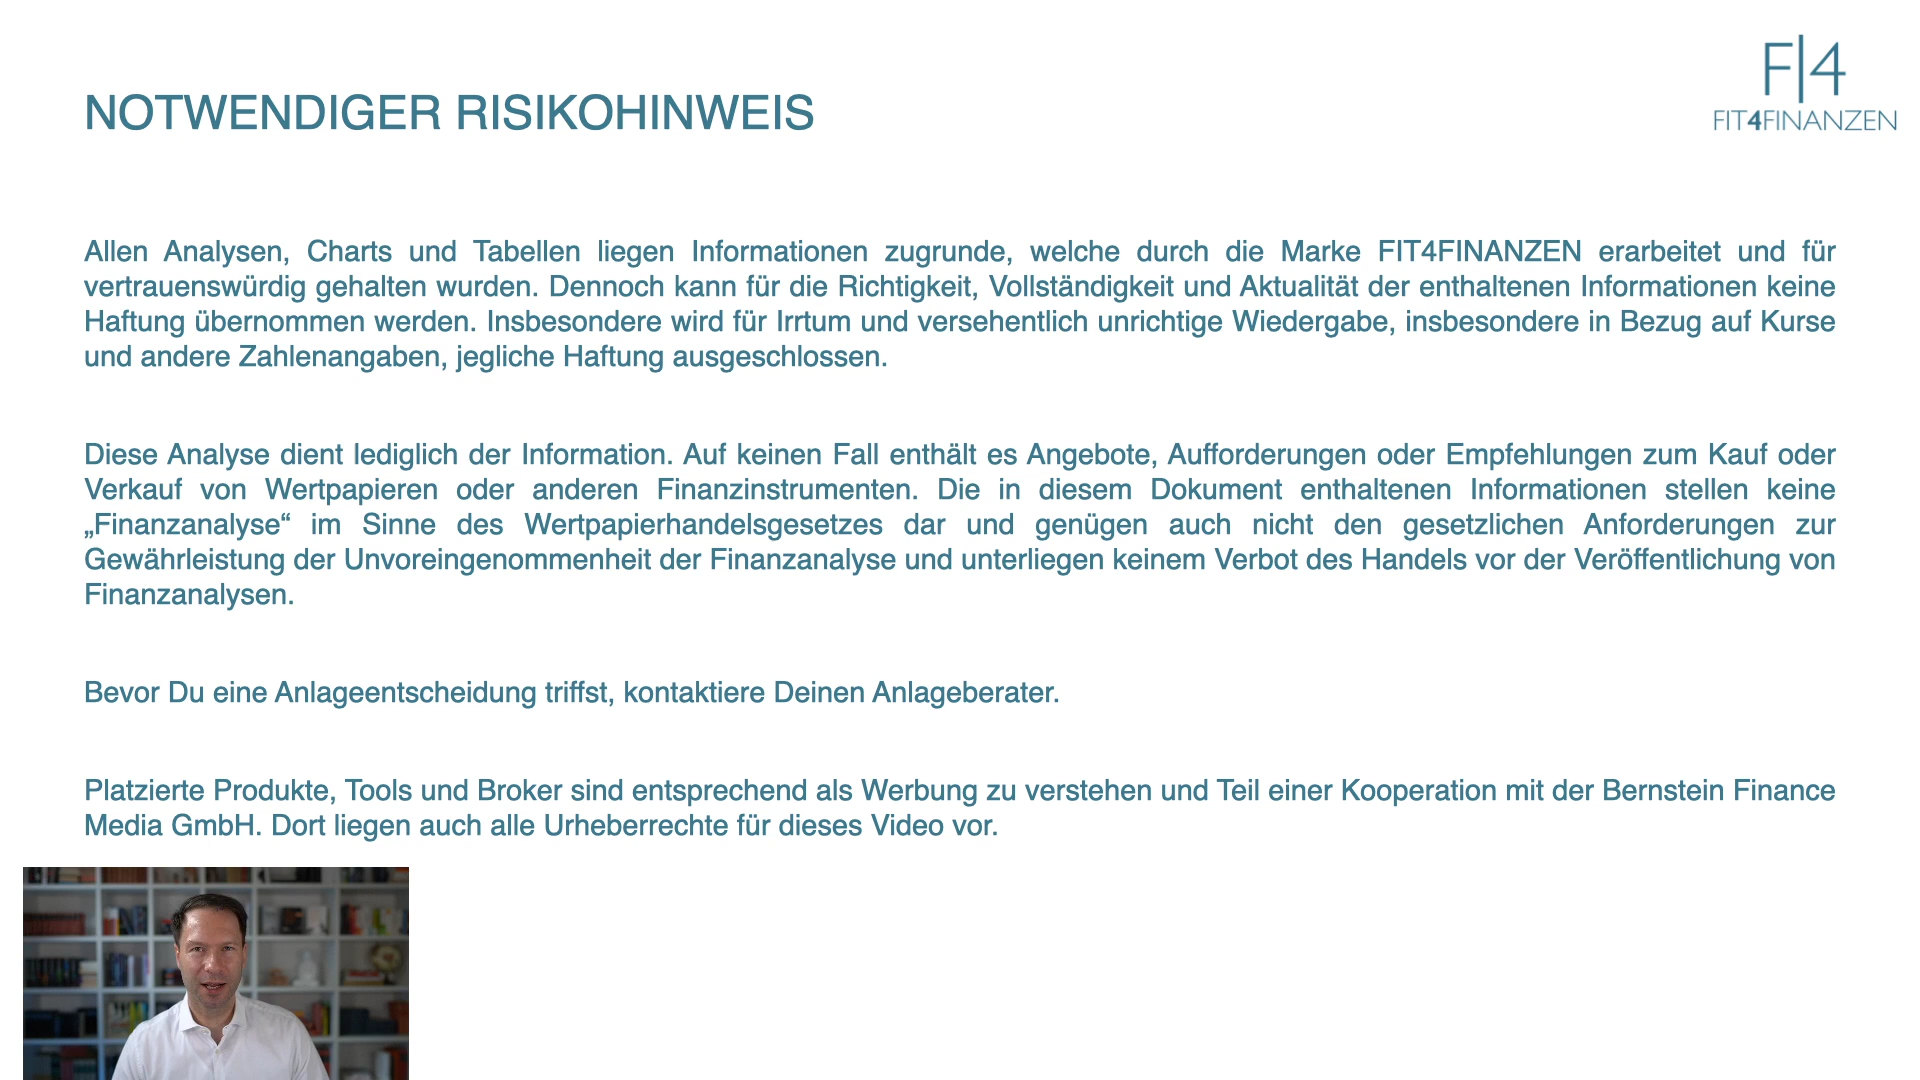 F|4
FIT4FINANZEN
NOTWENDIGER RISIKOHINWEIS
Allen Analysen, Charts und Tabellen liegen Informationen zugrunde, welche durch die Marke FIT4FINANZEN erarbeitet und für
vertrauenswürdig gehalten wurden. Dennoch kann für die Richtigkeit, Vollständigkeit und Aktualität der enthaltenen Informationen keine
Haftung übernommen werden. Insbesondere wird für Irrtum und versehentlich unrichtige Wiedergabe, insbesondere in Bezug auf Kurse
und andere Zahlenangaben, jegliche Haftung ausgeschlossen.
Diese Analyse dient lediglich der Information. Auf keinen Fall enthält es Angebote, Aufforderungen oder Empfehlungen zum Kauf oder
Verkauf von Wertpapieren oder anderen Finanzinstrumenten. Die in diesem Dokument enthaltenen Informationen stellen keine
„Finanzanalyse“ im Sinne des Wertpapierhandelsgesetzes dar und genügen auch nicht den gesetzlichen Anforderungen zur
Gewährleistung der Unvoreingenommenheit der Finanzanalyse und unterliegen keinem Verbot des Handels vor der Veröffentlichung von
Finanzanalysen.
Bevor Du eine Anlageentscheidung triffst, kontaktiere Deinen Anlageberater.
Platzierte Produkte, Tools und Broker sind entsprechend als Werbung zu verstehen und Teil einer Kooperation mit der Bernstein Finance
Media GmbH. Dort liegen auch alle Urheberrechte für dieses Video vor.